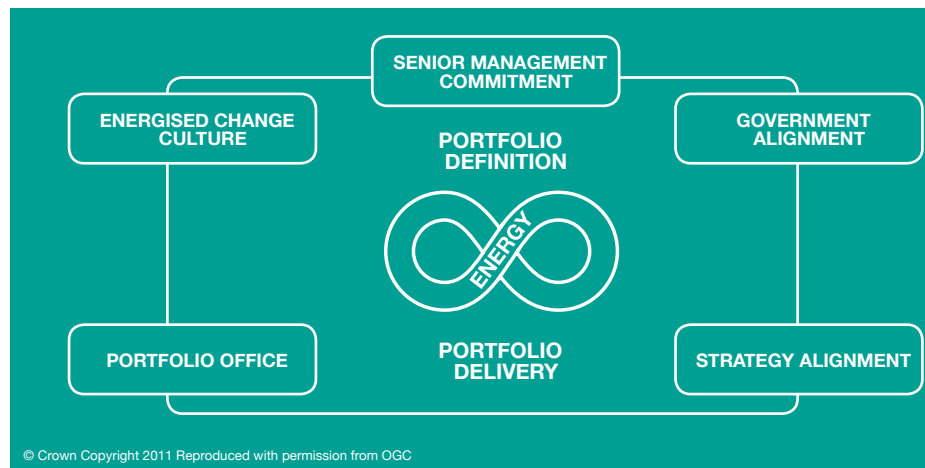 SENIOR MANAGEMENT
COMMITMENT
ENERGISED CHANGE
CULTURE
GOVERNMENT
ALIGNMENT
PORTFOLIO
DEFINITION
ENERGY
PORTFOLIO OFFICE
PORTFOLIO
DELIVERY
STRATEGY ALIGNMENT
© Crown Copyright 2011 Reproduced with permission from OGC